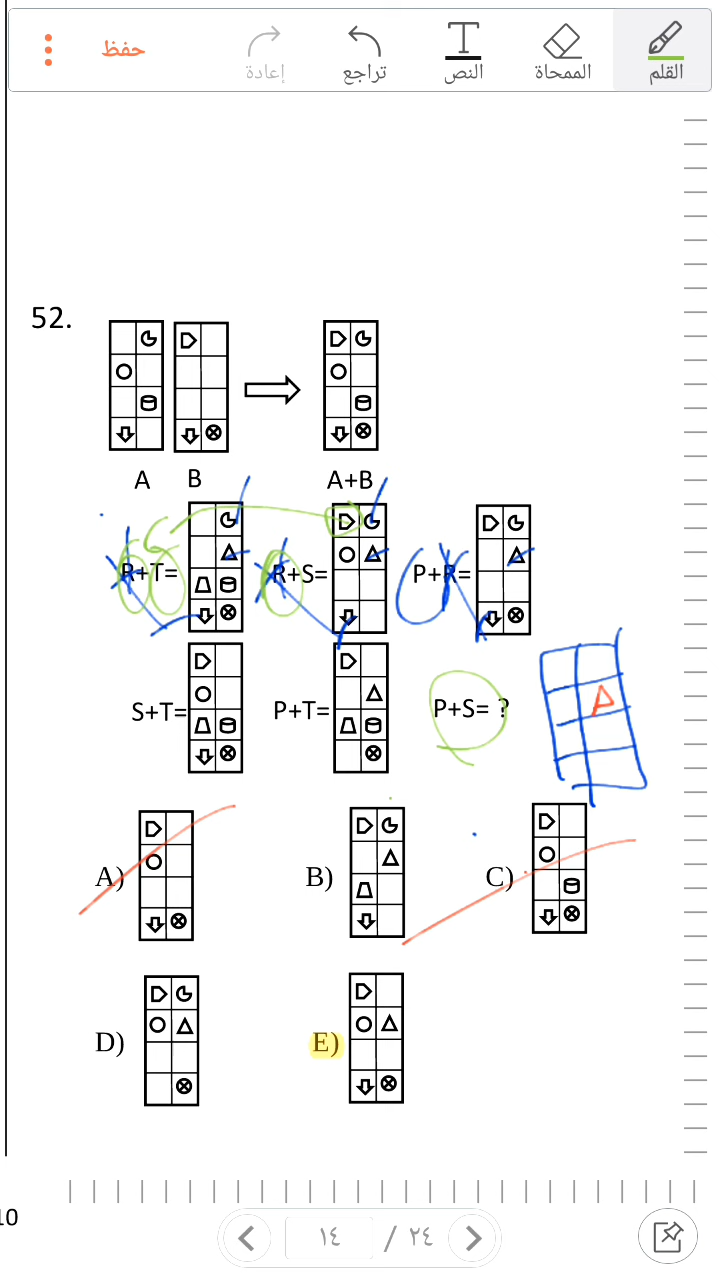 حفظ إعادة تراجع النص الممحاة القلم
52.
A B A+B
R+T= R+S= P+R=
S+T= P+T= P+S= ?
A) B) C)
D) E)
10
١٤ / ٢٤